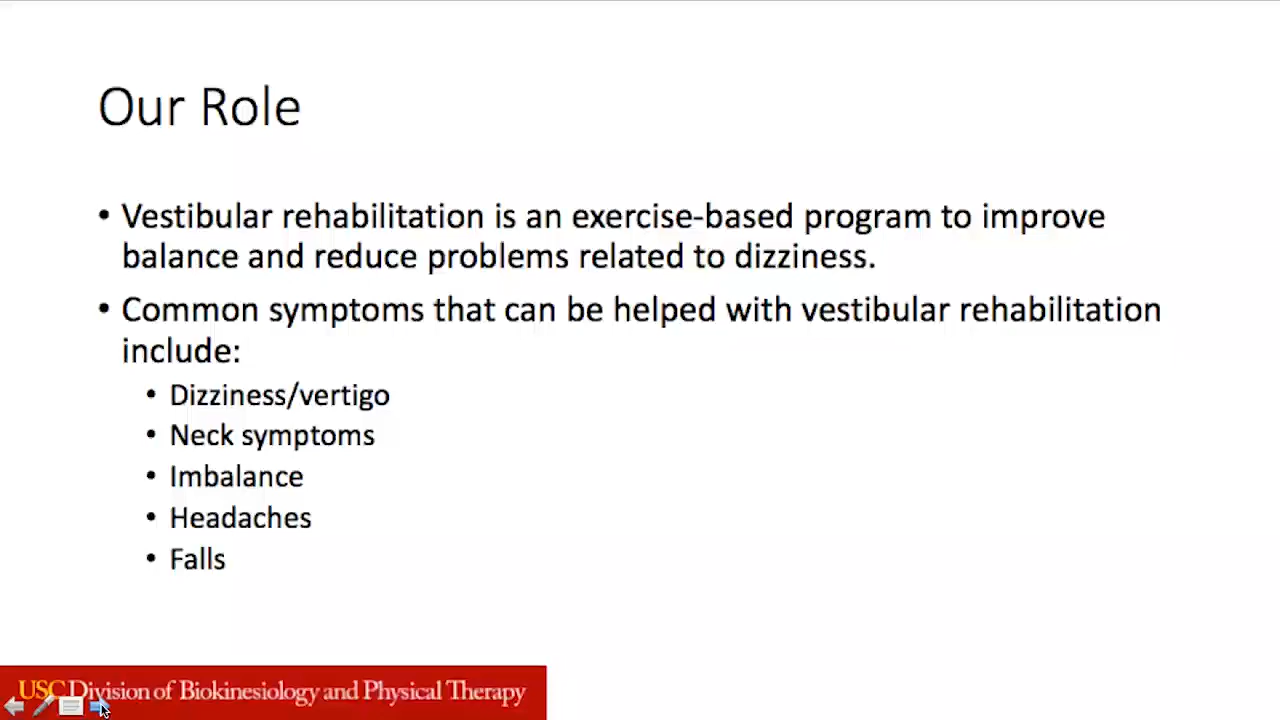 Our Role
• Vestibular rehabilitation is an exercise-based program to improve
balance and reduce problems related to dizziness.
• Common symptoms that can be helped with vestibular rehabilitation
include:
• Dizziness/vertigo
• Neck symptoms
• Imbalance
• Headaches
• Falls
USC Division of Biokinesiology and Physical Therapy